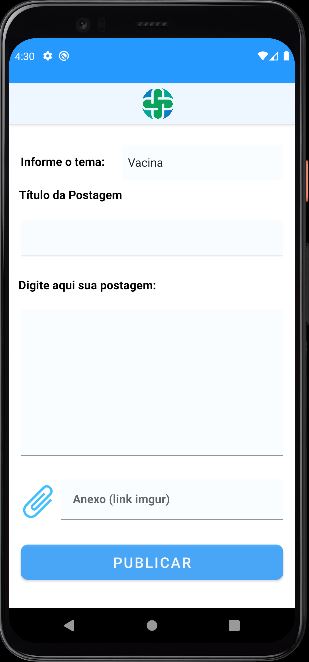 4:30
Informe o tema: Vacina
Título da Postagem
Digite aqui sua postagem:
Anexo (link imgur)
PUBLICAR